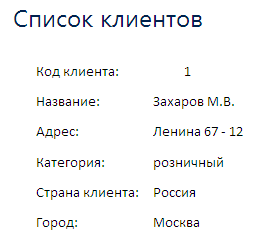 Список клиентов
Код клиента: 1
Название: Захаров М.В.
Адрес: Ленина 67 - 12
Категория: розничный
Страна клиента: Россия
Город: Москва